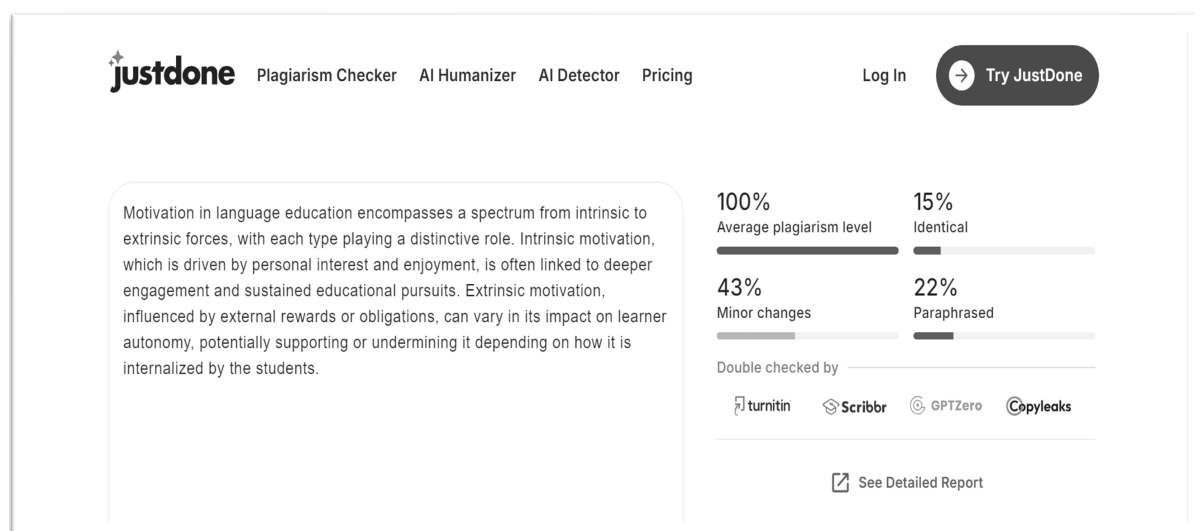 justdone Plagiarism Checker AI Humanizer AI Detector Pricing Log In Try JustDone
Motivation in language education encompasses a spectrum from intrinsic to
extrinsic forces, with each type playing a distinctive role. Intrinsic motivation,
which is driven by personal interest and enjoyment, is often linked to deeper
engagement and sustained educational pursuits. Extrinsic motivation,
influenced by external rewards or obligations, can vary in its impact on learner
autonomy, potentially supporting or undermining it depending on how it is
internalized by the students.
100% 15%
Average plagiarism level Identical
43% 22%
Minor changes Paraphrased
Double checked by
turnitin Scribbr GPTZero Copyleaks
See Detailed Report